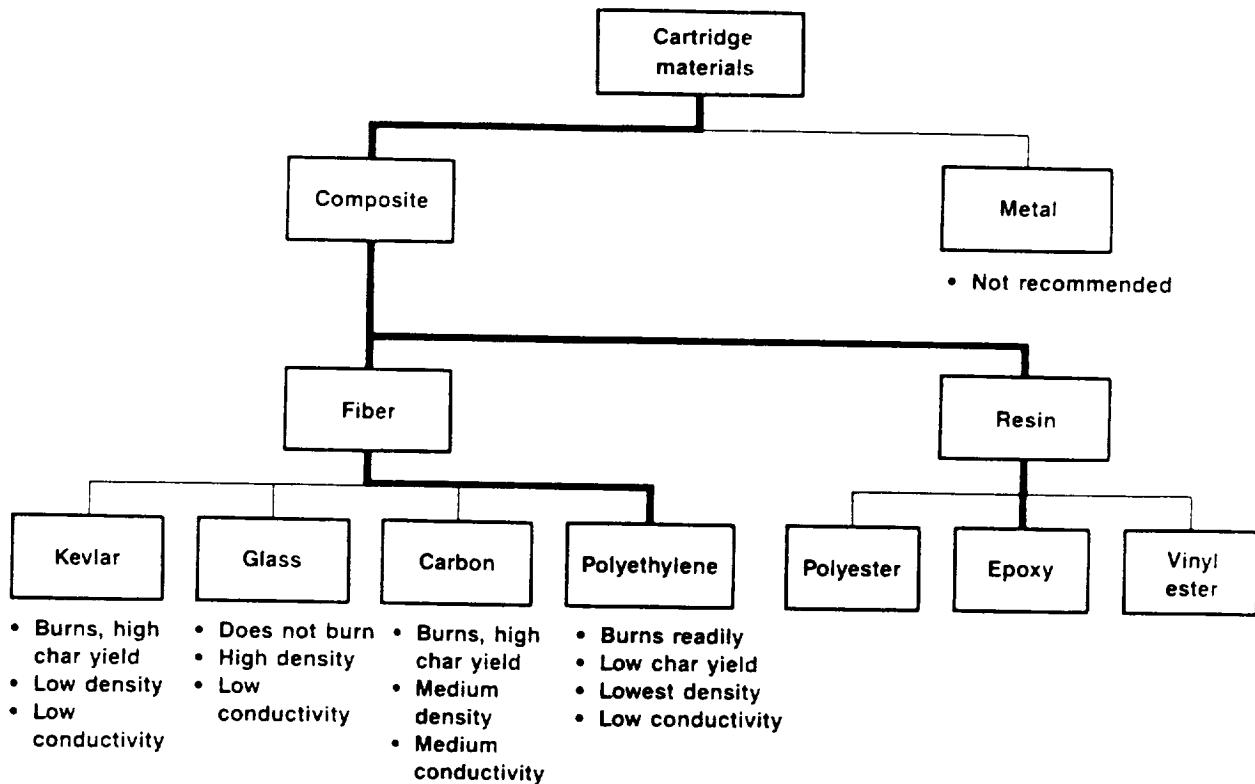 Cartridge
materials
Composite
Metal
• Not recommended
Fiber
Resin
Kevlar
Glass
Carbon
Polyethylene
Polyester
Epoxy
Vinyl
ester
• Burns, high
char yield
• Low density
• Low
conductivity
• Does not burn
• High density
• Low
conductivity
• Burns, high
char yield
• Medium
density
• Medium
conductivity
• Burns readily
• Low char yield
• Lowest density
• Low conductivity